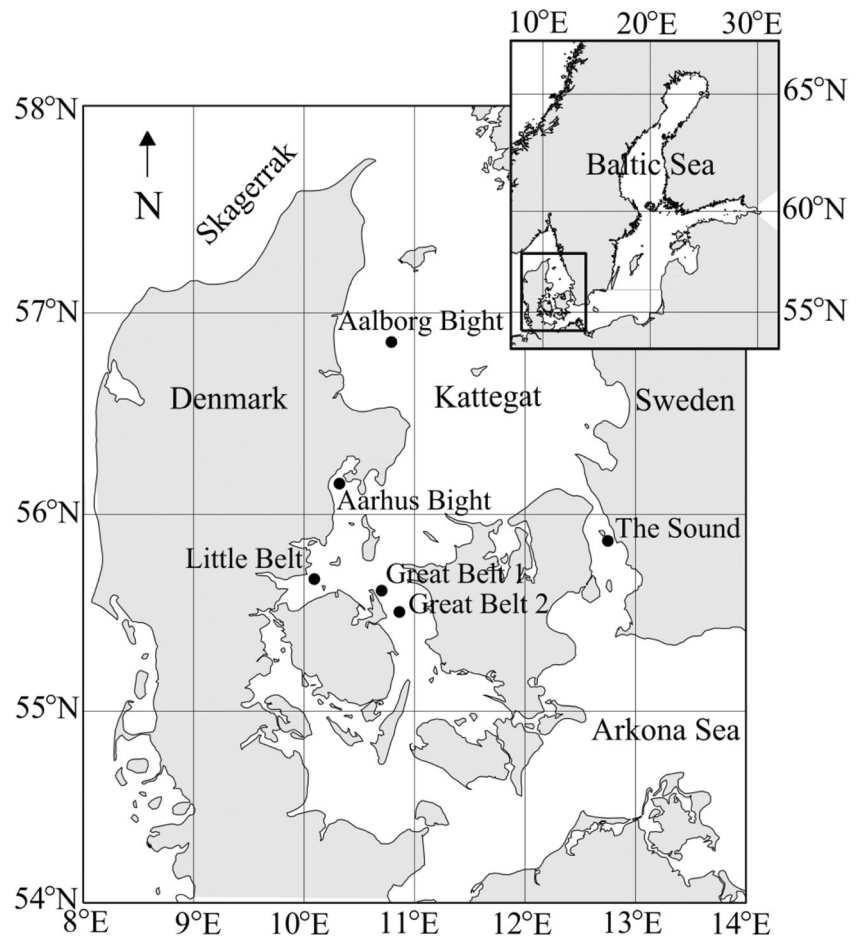 10°E 20°E 30°E
65°N
Baltic Sea
60°N
55°N
58°N
N
Skagerrak
57°N
Aalborg Bight
Denmark
Kattegat
Sweden
Aarhus Bight
56°N
The Sound
Little Belt
Great Belt 1
Great Belt 2
55°N
Arkona Sea
54°N
8°E 9°E 10°E 11°E 12°E 13°E 14°E